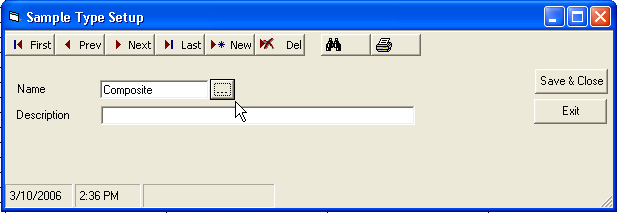 Sample Type Setup
First Prev Next Last New Del
Name Composite ... Save & Close
Description Exit
3/10/2006 2:36 PM